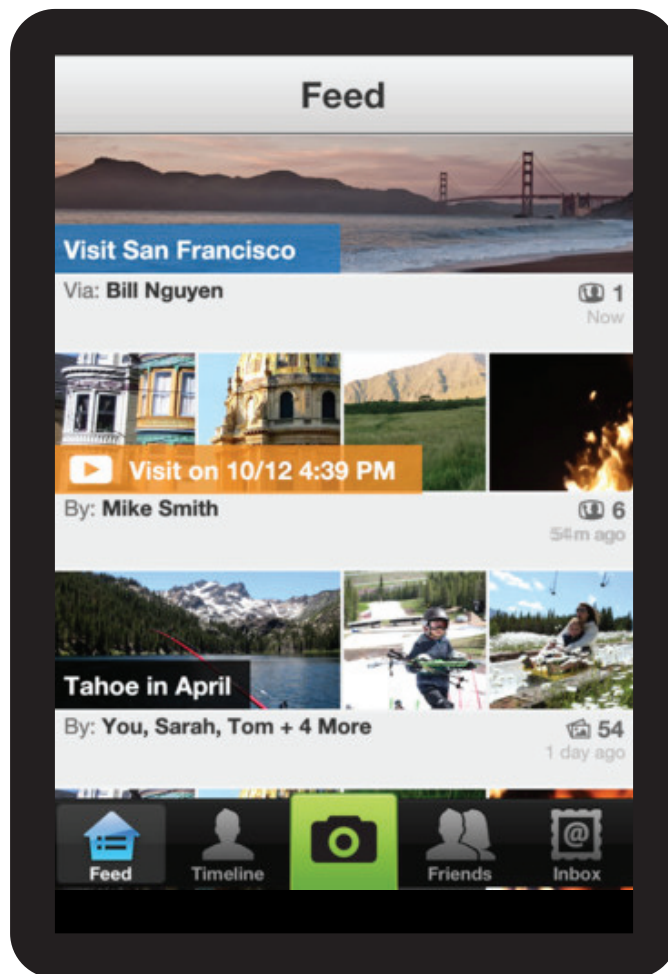 Feed
Visit San Francisco
Via: Bill Nguyen
1
Now
Visit on 10/12 4:39 PM
By: Mike Smith
6
ago
Tahoe in April
By: You, Sarah, Tom + 4 More
54
1 day ago
Feed
Timeline
Friends
@
Inbox